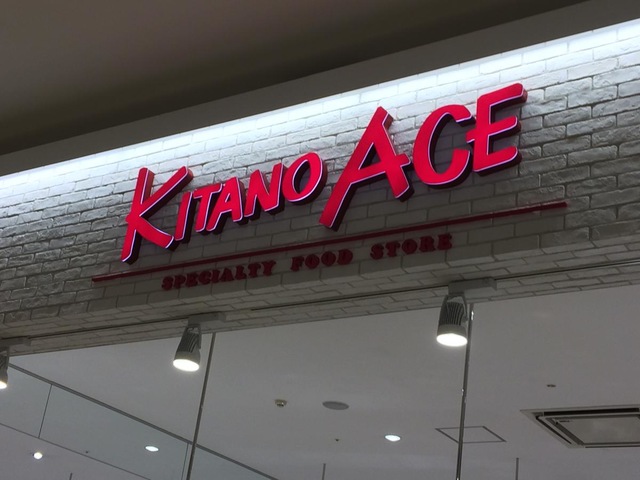 KITANO ACE
SPECIALTY FOOD STORE